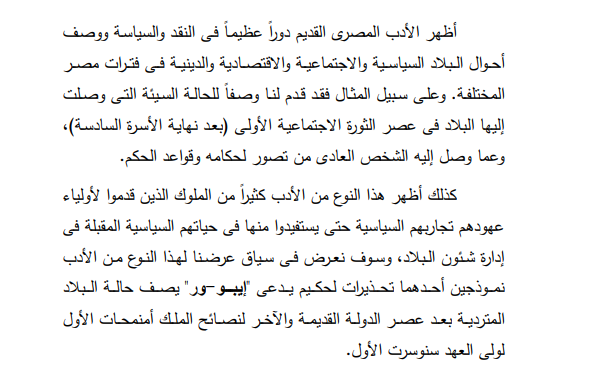 أظهر الأدب المصرى القديم دوراً عظيماً فى النقد والسياسة ووصف
أحوال البلاد السياسية والاجتماعية والاقتصادية والدينية فى فترات مصر
المختلفة. وعلى سبيل المثال فقد قدم لنا وصفاً للحالة السيئة التى وصلت
إليها البلاد فى عصر الثورة الاجتماعية الأولى (بعد نهاية الأسرة السادسة)،
وعما وصل إليه الشخص العادى من تصور لحكامه وقواعد الحكم.
كذلك أظهر هذا النوع من الأدب كثيراً من الملوك الذين قدموا لأولياء
عهودهم تجاربهم السياسية حتى يستفيدوا منها فى حياتهم السياسية المقبلة فى
إدارة شئون البلاد، وسوف نعرض فى سياق عرضنا لهذا النوع من الأدب
نموذجين أحدهما تحذيرات لحكيم يدعى "إيبو-ور" يصف حالة البلاد
المتردية بعد عصر الدولة القديمة والآخر لنصائح الملك أمنمحات الأول
لولى العهد سنوسرت الأول.